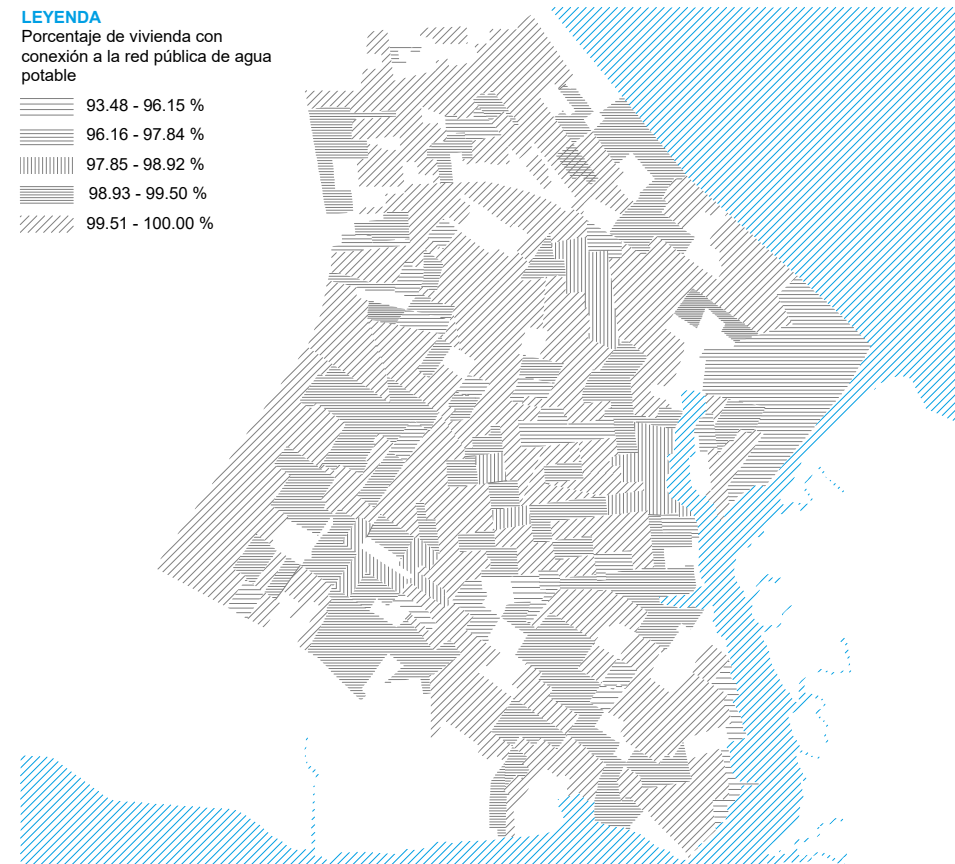 LEYENDA
Porcentaje de vivienda con
conexión a la red pública de agua
potable
93.48 - 96.15 %
96.16 - 97.84 %
97.85 - 98.92 %
98.93 - 99.50 %
99.51 - 100.00 %